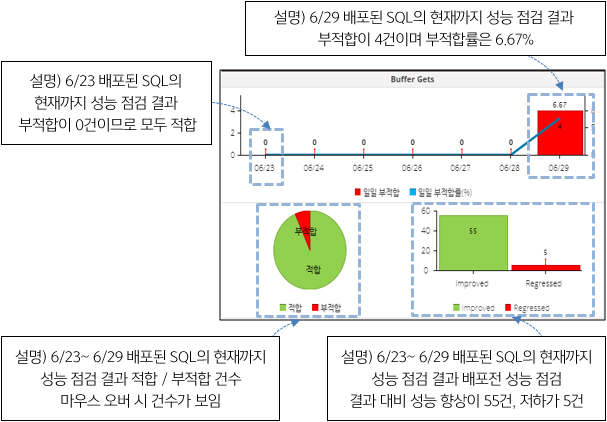 설명) 6/29 배포된 SQL의 현재까지 성능 점검 결과
부적합이 4건이며 부적합률은 6.67%
설명) 6/23 배포된 SQL의
현재까지 성능 점검 결과
부적합이 0건이므로 모두 적합
Buffer Gets
6.67
4
2
0
0 0 0 0 0 0 4
06/23 06/24 06/25 06/26 06/27 06/28 06/29
일일 부적합 일일 부적합률(%)
부적합
적합
적합 부적합
60
40
20
0
55
5
Improved Regressed
Improved Regressed
설명) 6/23~ 6/29 배포된 SQL의 현재까지
성능 점검 결과 적합 / 부적합 건수
마우스 오버 시 건수가 보임
설명) 6/23~ 6/29 배포된 SQL의 현재까지
성능 점검 결과 배포전 성능 점검
결과 대비 성능 향상이 55건, 저하가 5건